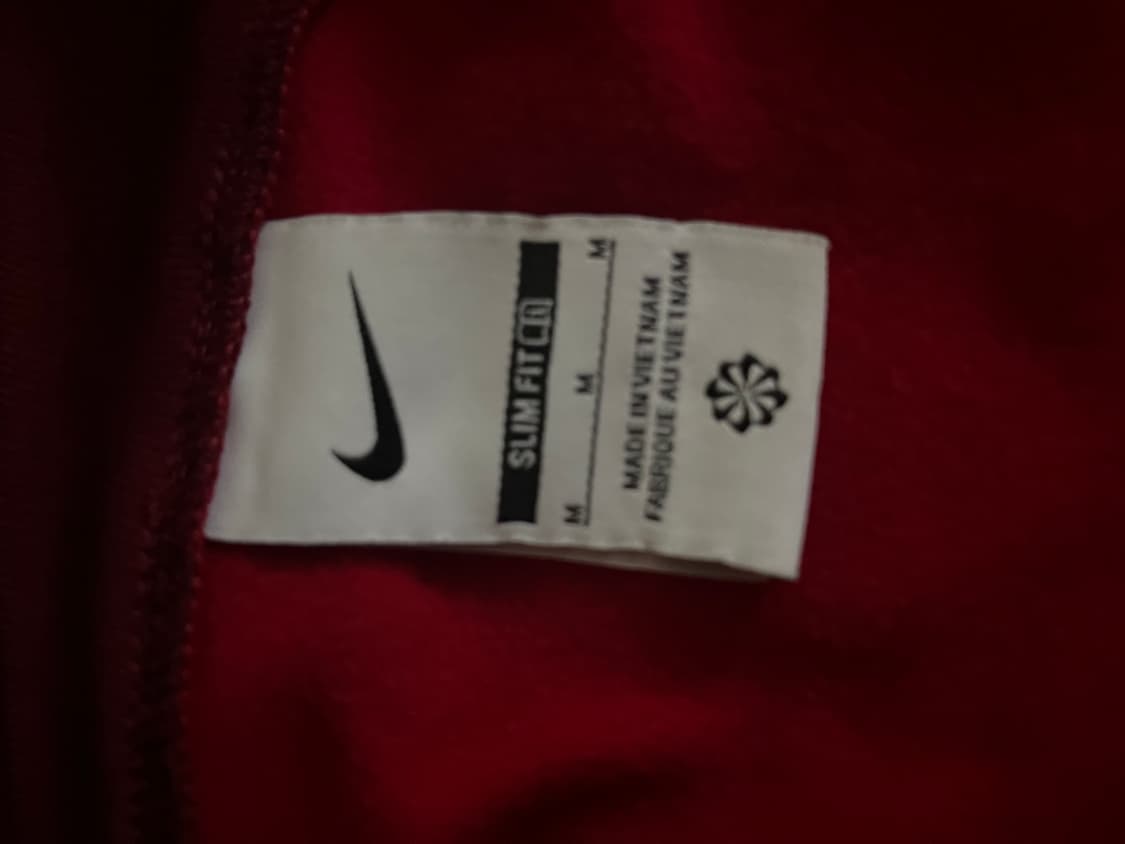 SLIM FIT
M M M
MADE IN VIETNAM
FABRIQUE AU VIETNAM